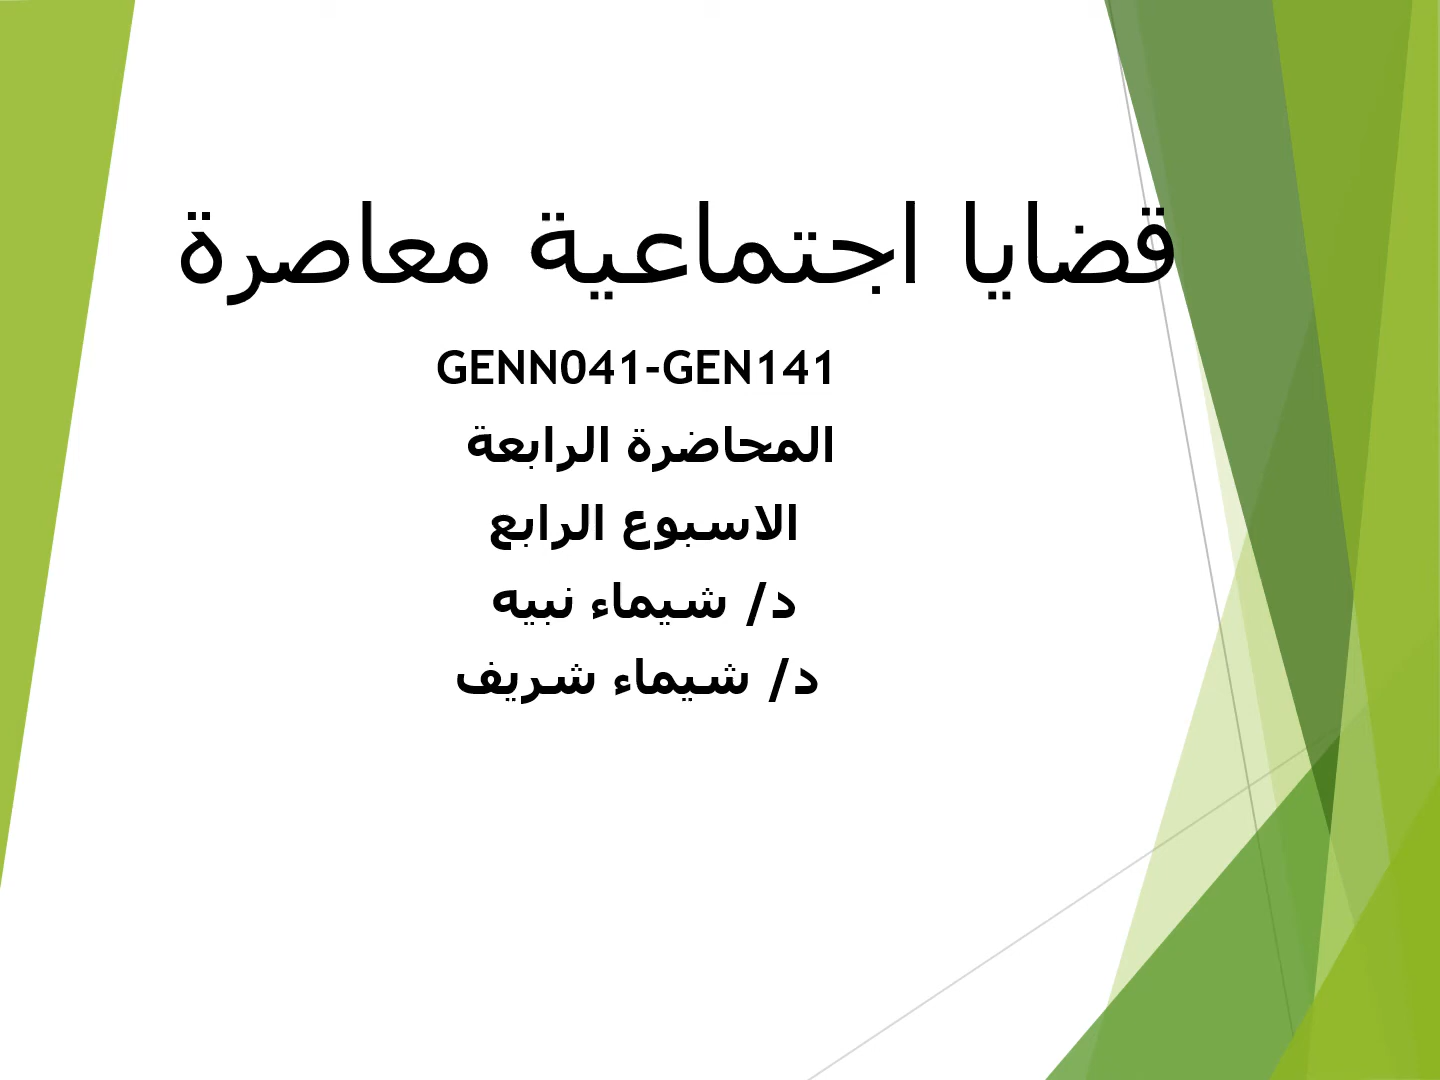 قضايا اجتماعية معاصرة
GENN041-GEN141
المحاضرة الرابعة
الاسبوع الرابع
د/ شيماء نبيه
د/ شيماء شريف